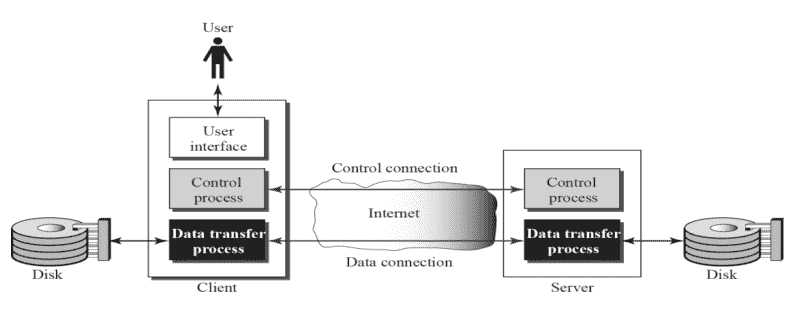 User
User
interface
Control connection
Control
process
Control
process
Internet
Data transfer
process
Data transfer
process
Data connection
Disk
Disk
Client
Server